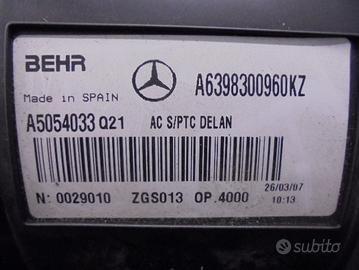 BEHR
A6398300960KZ
Made in SPAIN
A5054033 Q21 AC S/PTC DELAN
26/03/07
N: 0029010 ZGS013 OP.4000 10:13
subito